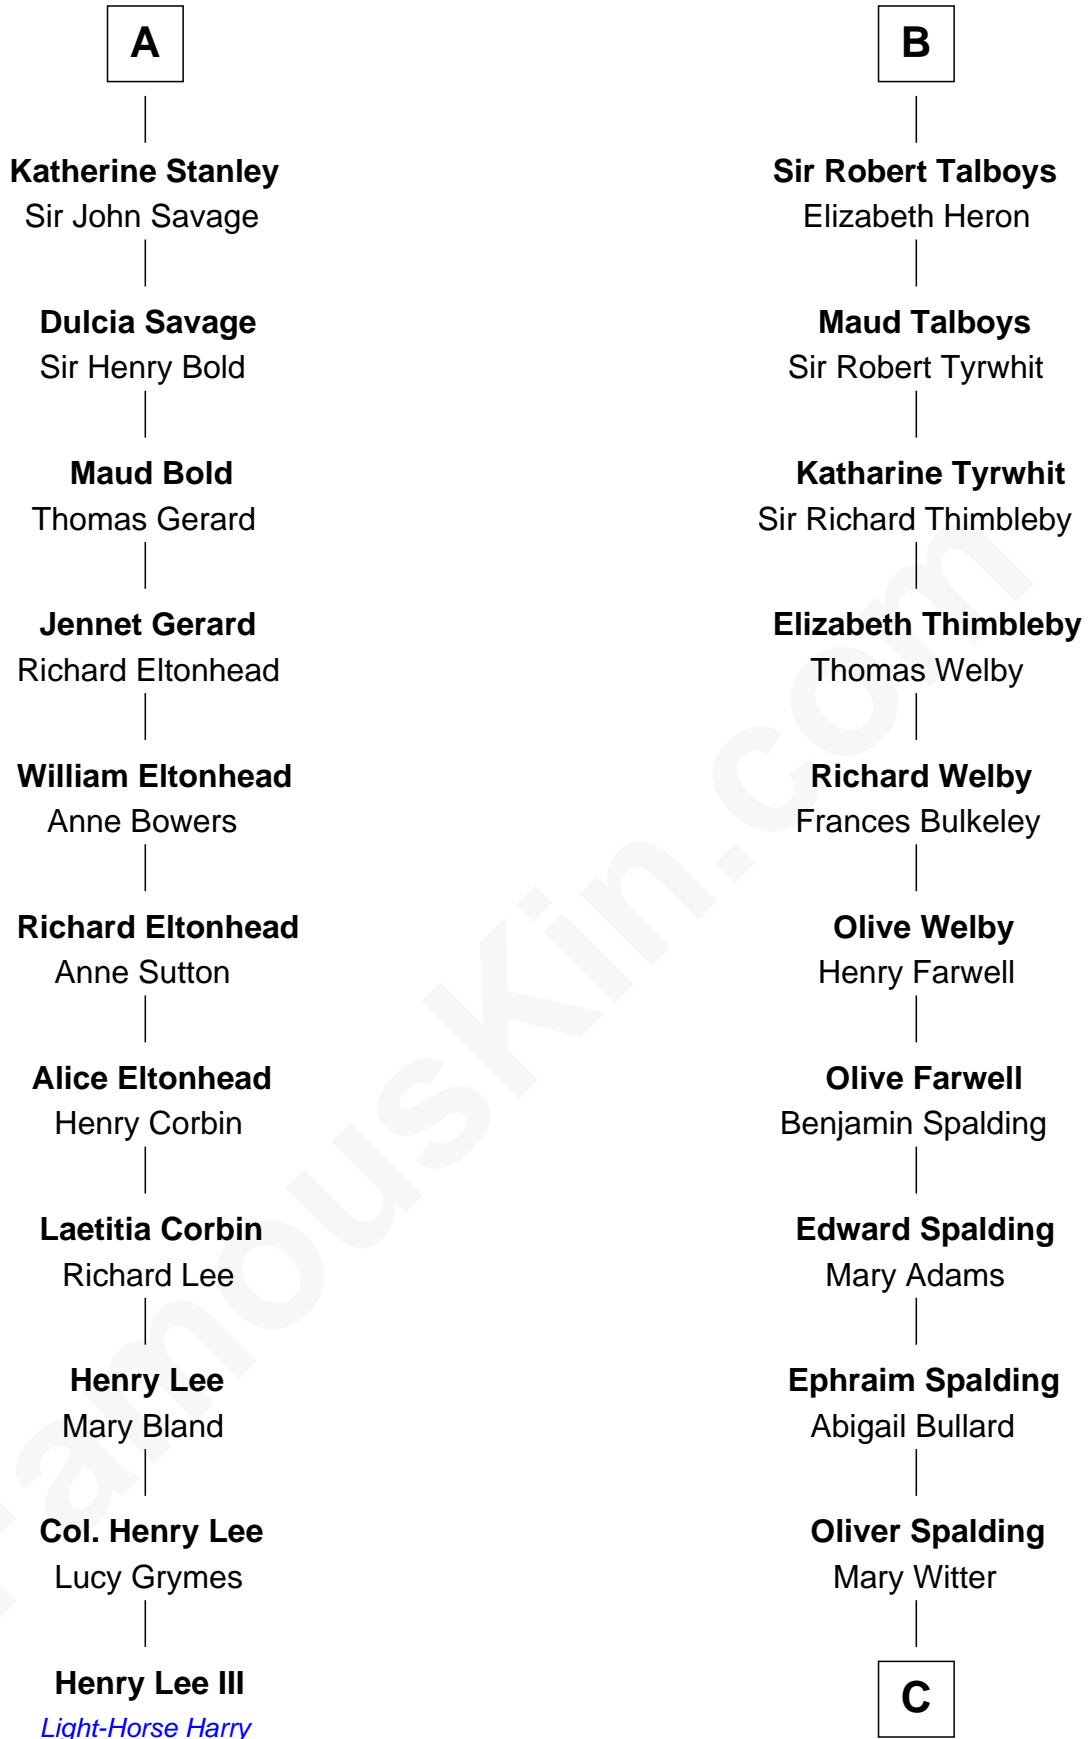 A
Katherine Stanley
Sir John Savage
Dulcia Savage
Sir Henry Bold
Maud Bold
Thomas Gerard
Jennet Gerard
Richard Eltonhead
William Eltonhead
Anne Bowers
Richard Eltonhead
Anne Sutton
Alice Eltonhead
Henry Corbin
Laetitia Corbin
Richard Lee
Henry Lee
Mary Bland
Col. Henry Lee
Lucy Grymes
Henry Lee III
Light-Horse Harry
B
Sir Robert Talboys
Elizabeth Heron
Maud Talboys
Sir Robert Tyrwhit
Katharine Tyrwhit
Sir Richard Thimbleby
Elizabeth Thimbleby
Thomas Welby
Richard Welby
Frances Bulkeley
Olive Welby
Henry Farwell
Olive Farwell
Benjamin Spalding
Edward Spalding
Mary Adams
Ephraim Spalding
Abigail Bullard
Oliver Spalding
Mary Witter
C
FamousKin.com